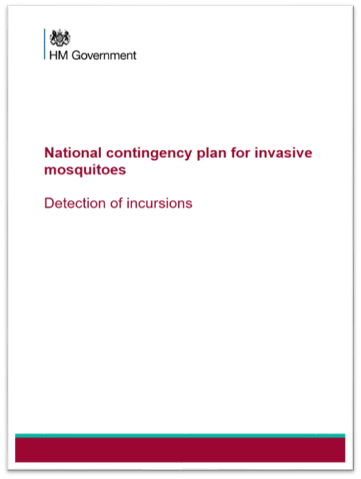 HM Government
National contingency plan for invasive
mosquitoes
Detection of incursions